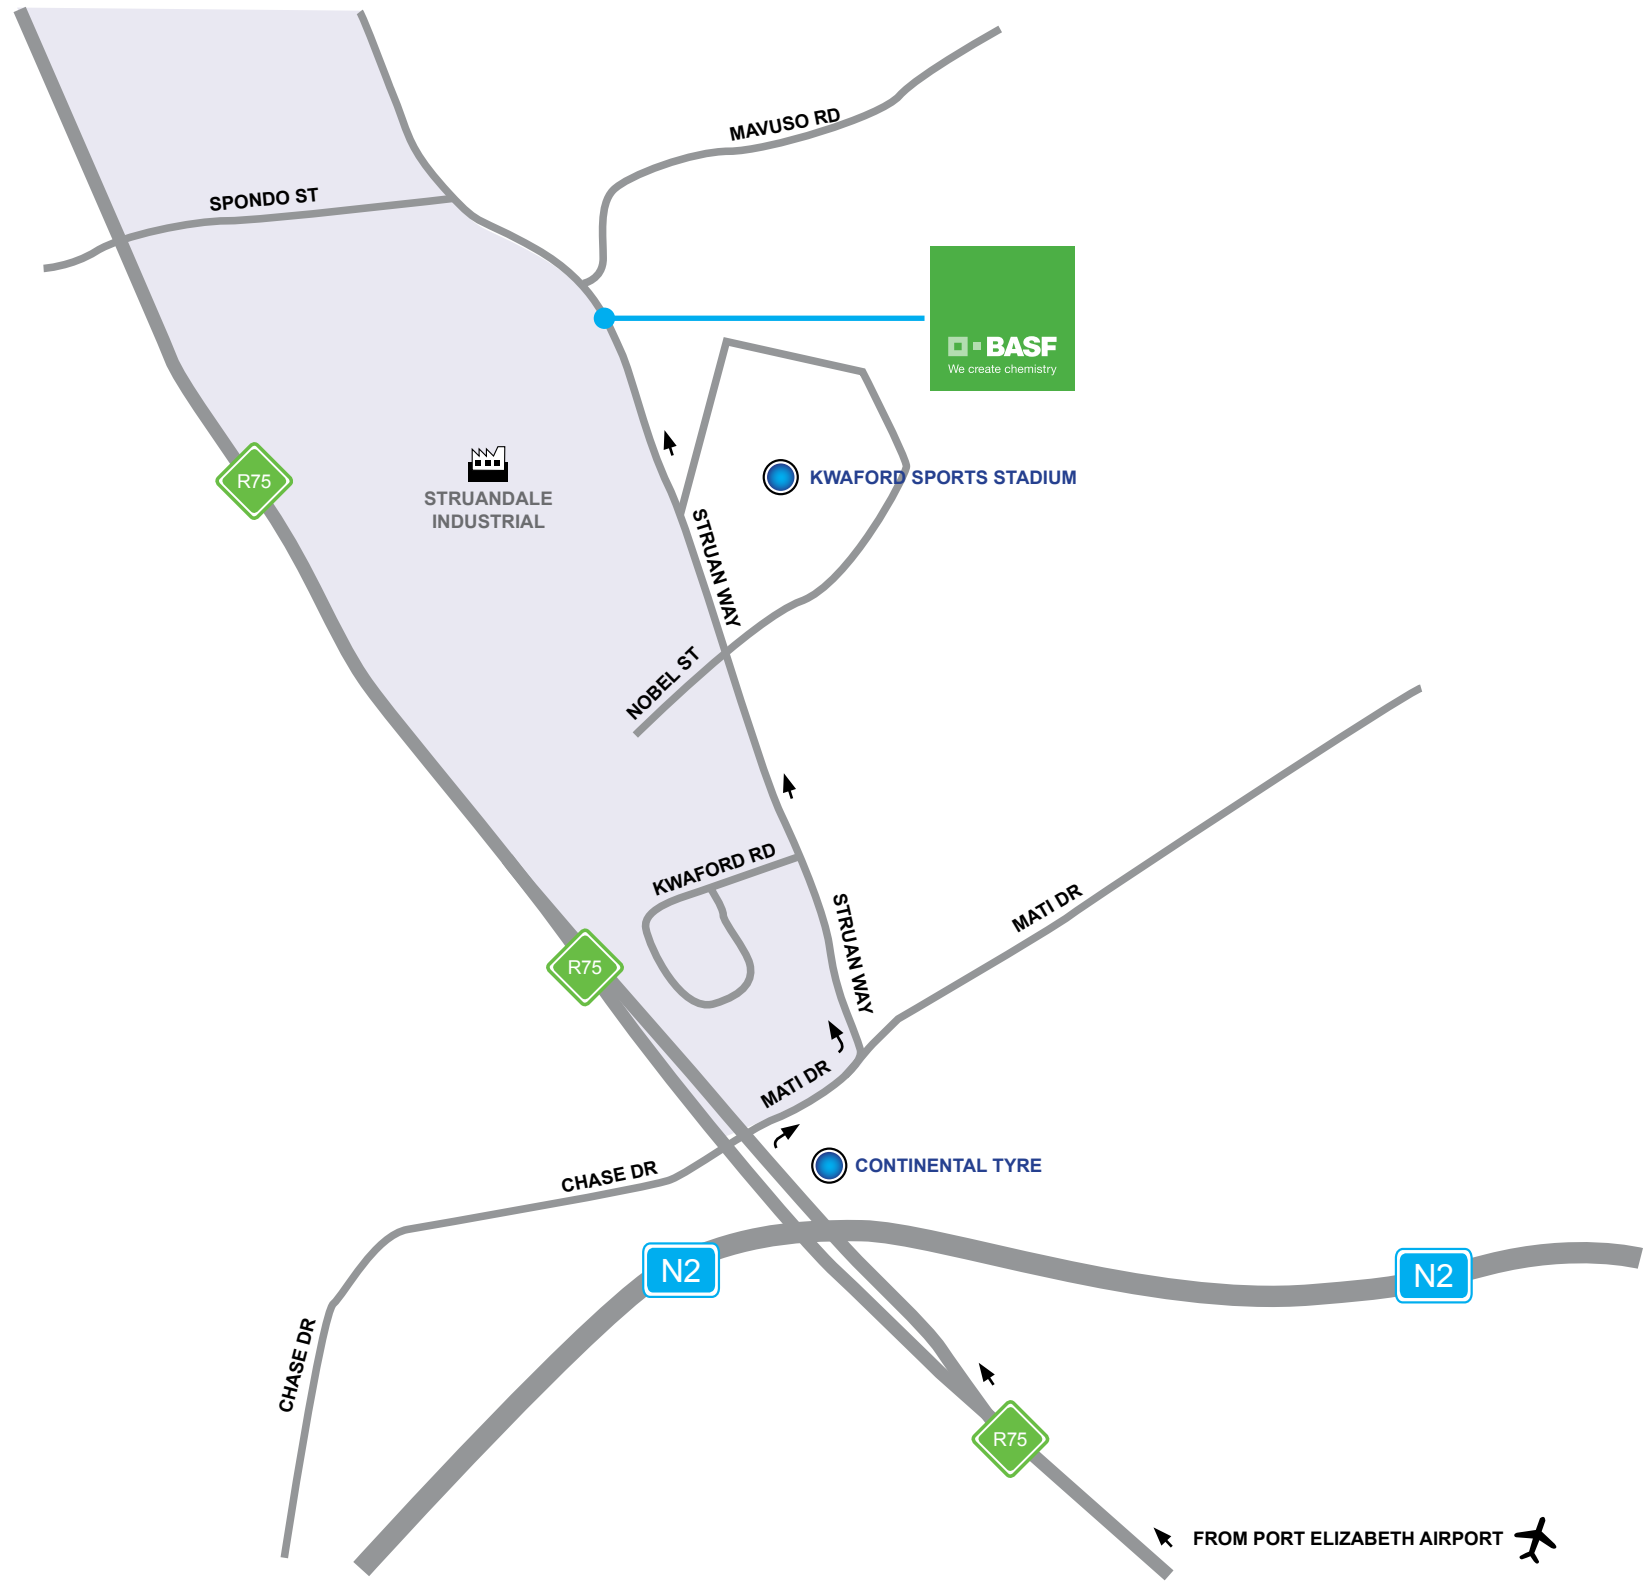 MAVUSO RD
SPONDO ST
BASF
We create chemistry
R75
STRUANDALE
INDUSTRIAL
KWAFORD SPORTS STADIUM
STRUAN WAY
NOBEL ST
KWAFORD RD
STRUAN WAY
MATI DR
R75
MATI DR
CONTINENTAL TYRE
CHASE DR
N2
N2
CHASE DR
R75
FROM PORT ELIZABETH AIRPORT